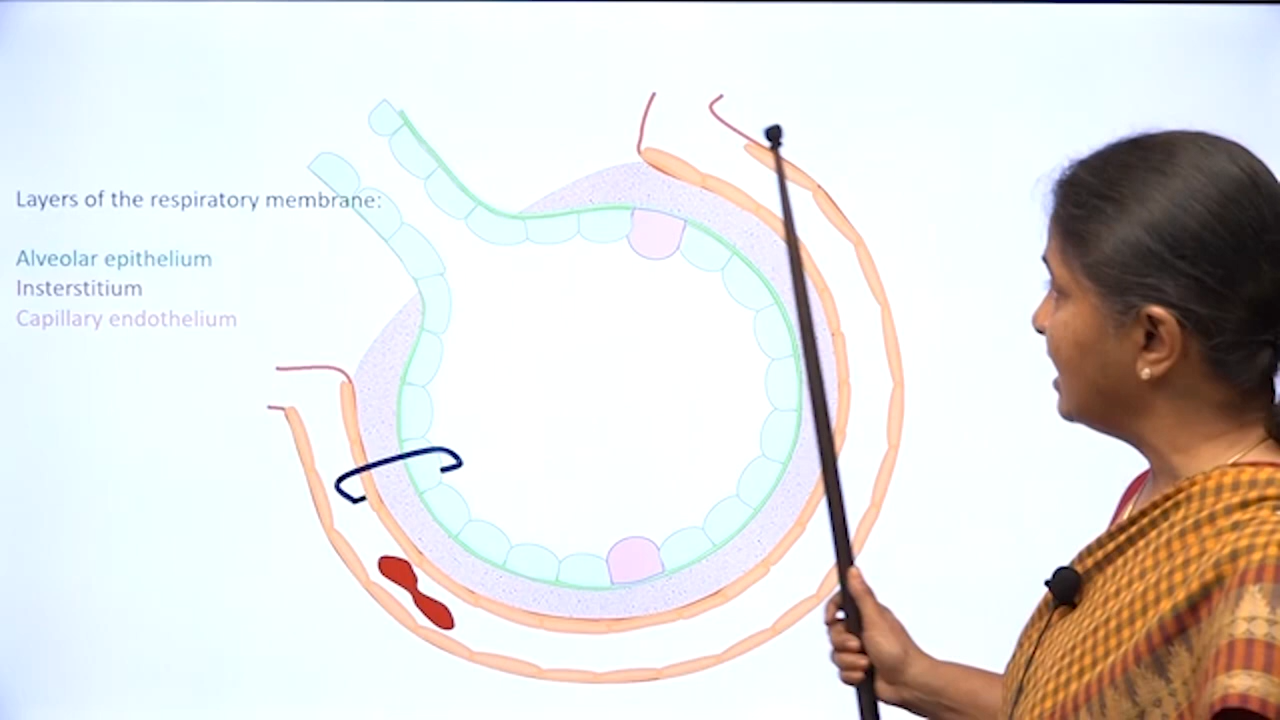 Layers of the respiratory membrane:
Alveolar epithelium
Insterstitium
Capillary endothelium